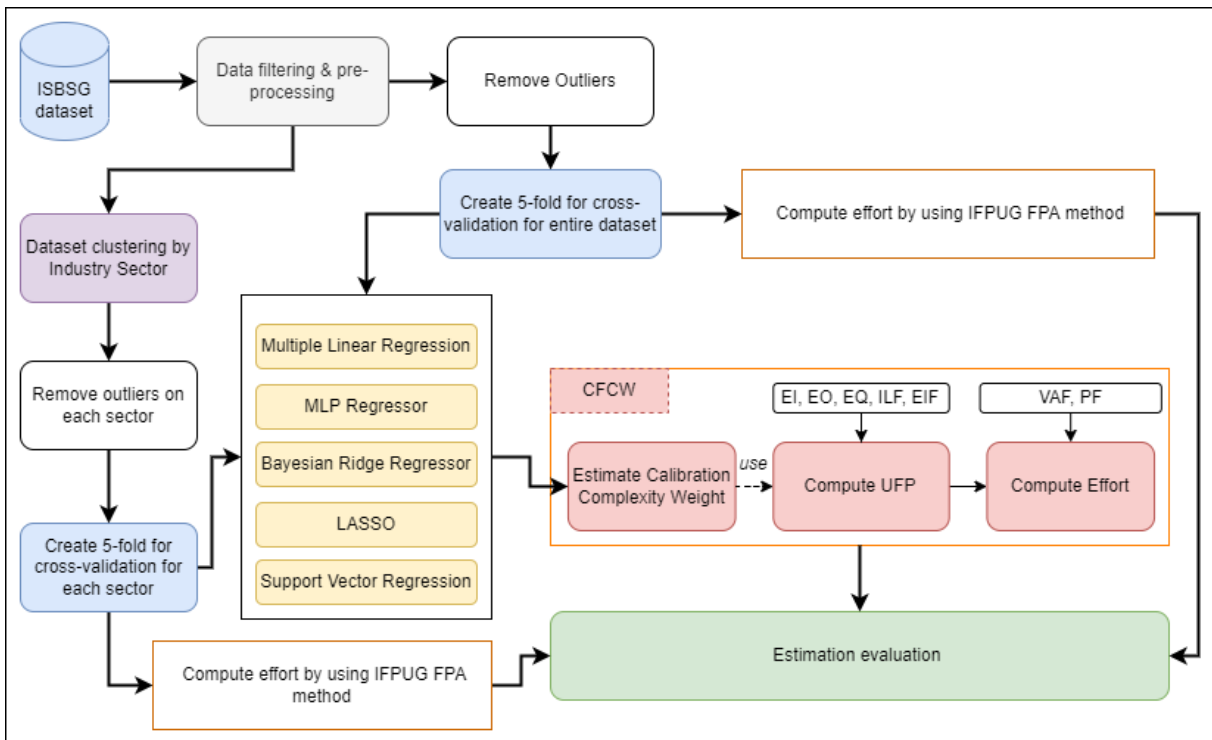 ISBSG
dataset
Data filtering & pre-
processing
Remove Outliers
Create 5-fold for cross-
validation for entire dataset
Compute effort by using IFPUG FPA method
Dataset clustering by
Industry Sector
Remove outliers on
each sector
Create 5-fold for
cross-validation for
each sector
Multiple Linear Regression
MLP Regressor
Bayesian Ridge Regressor
LASSO
Support Vector Regression
CFCW
EI, EO, EQ, ILF, EIF
VAF, PF
Estimate Calibration
Complexity Weight
use
Compute UFP
Compute Effort
Compute effort by using IFPUG FPA
method
Estimation evaluation